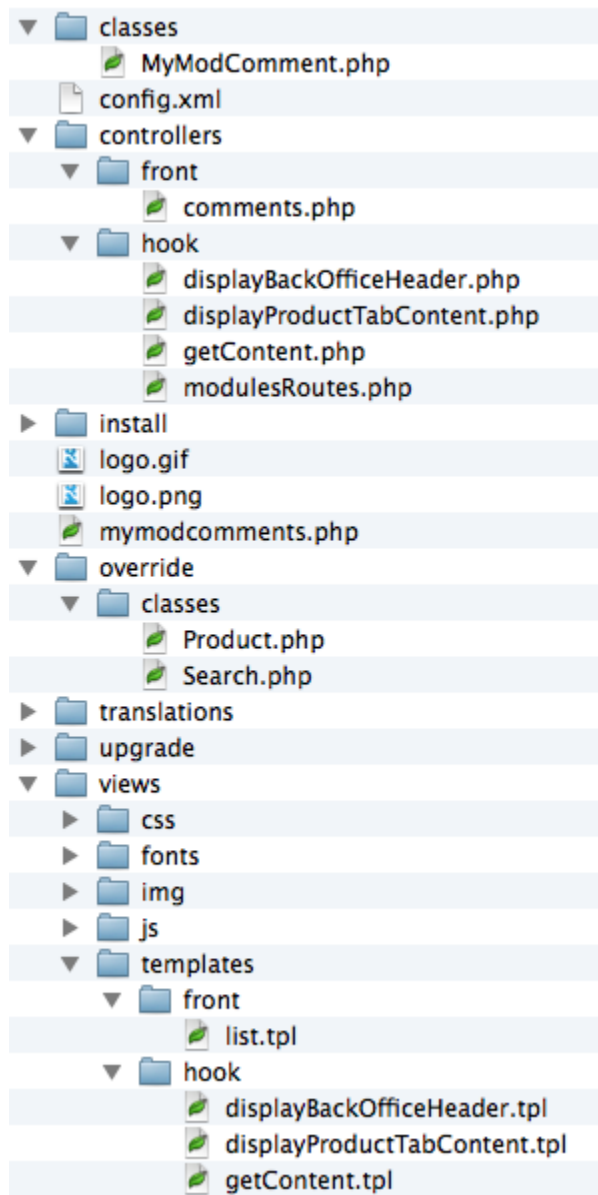 classes
MyModComment.php
config.xml
controllers
front
comments.php
hook
displayBackOfficeHeader.php
displayProductTabContent.php
getContent.php
modulesRoutes.php
install
logo.gif
logo.png
mymodcomments.php
override
classes
Product.php
Search.php
translations
upgrade
views
css
fonts
img
js
templates
front
list.tpl
hook
displayBackOfficeHeader.tpl
displayProductTabContent.tpl
getContent.tpl